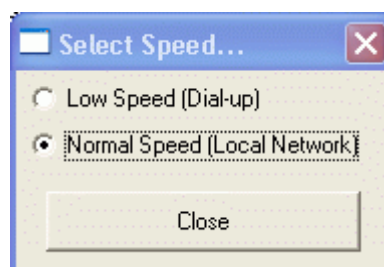 Select Speed...
Low Speed (Dial-up)
Normal Speed (Local Network)
Close